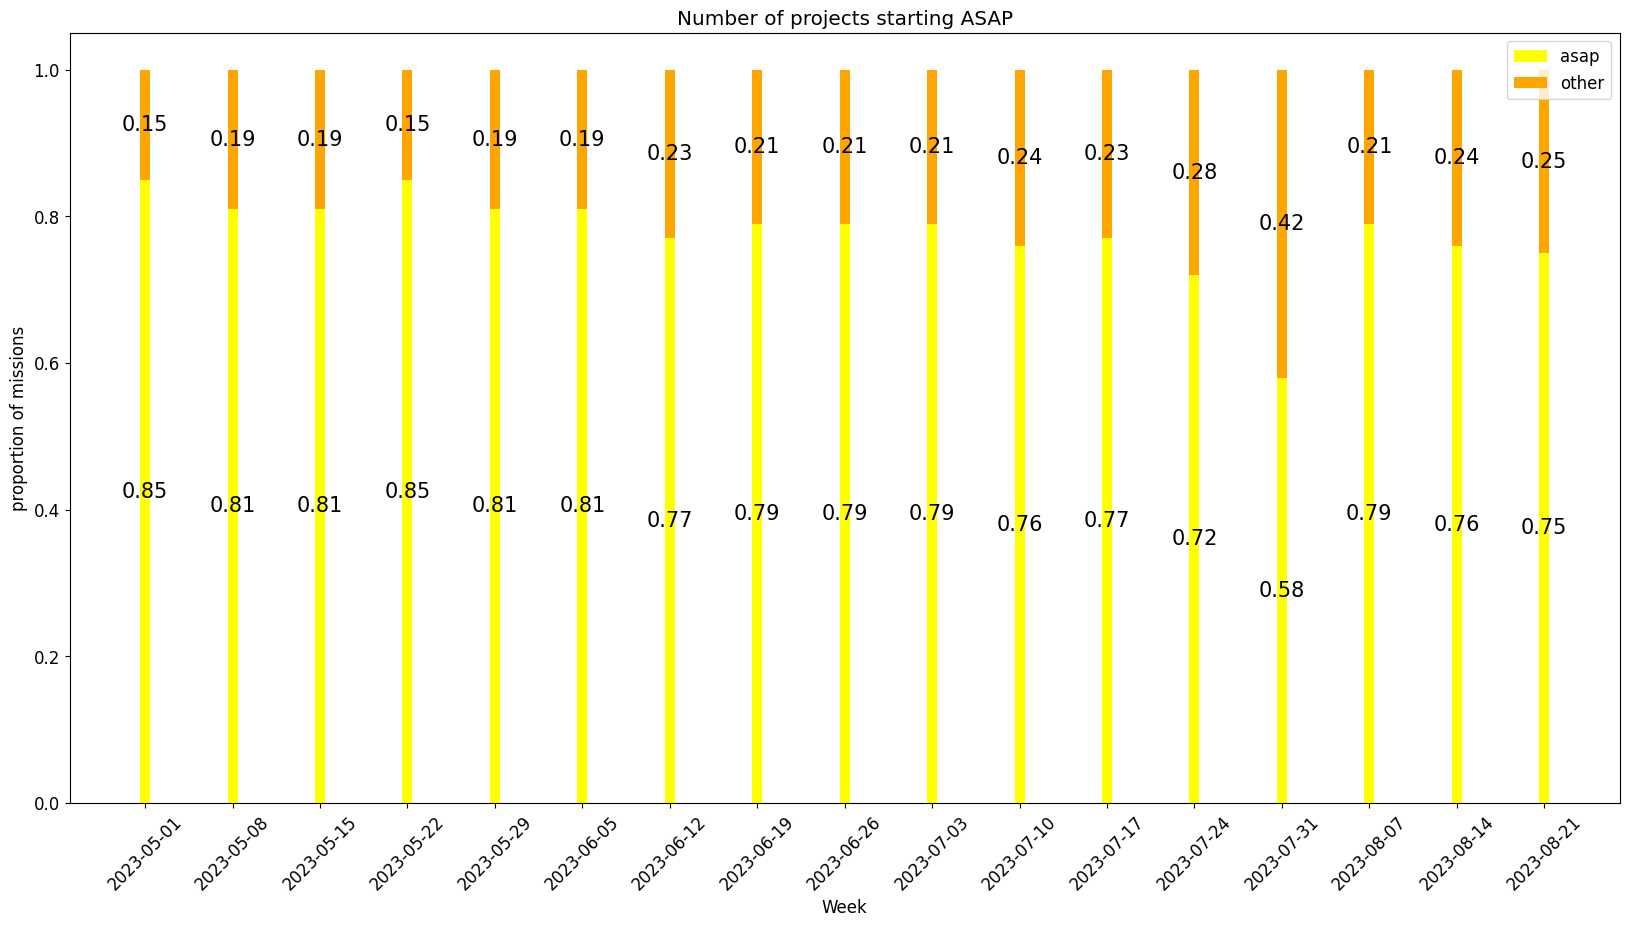 Number of projects starting ASAP
asap
other
proportion of missions
1.0
0.8
0.6
0.4
0.2
0.0
0.15 0.19 0.19 0.15 0.19 0.19 0.23 0.21 0.21 0.21 0.24 0.23 0.28 0.42 0.21 0.24 0.25
0.85 0.81 0.81 0.85 0.81 0.81 0.77 0.79 0.79 0.79 0.76 0.77 0.72 0.58 0.79 0.76 0.75
2023-05-01 2023-05-08 2023-05-15 2023-05-22 2023-05-29 2023-06-05 2023-06-12 2023-06-19 2023-06-26 2023-07-03 2023-07-10 2023-07-17 2023-07-24 2023-07-31 2023-08-07 2023-08-14 2023-08-21
Week